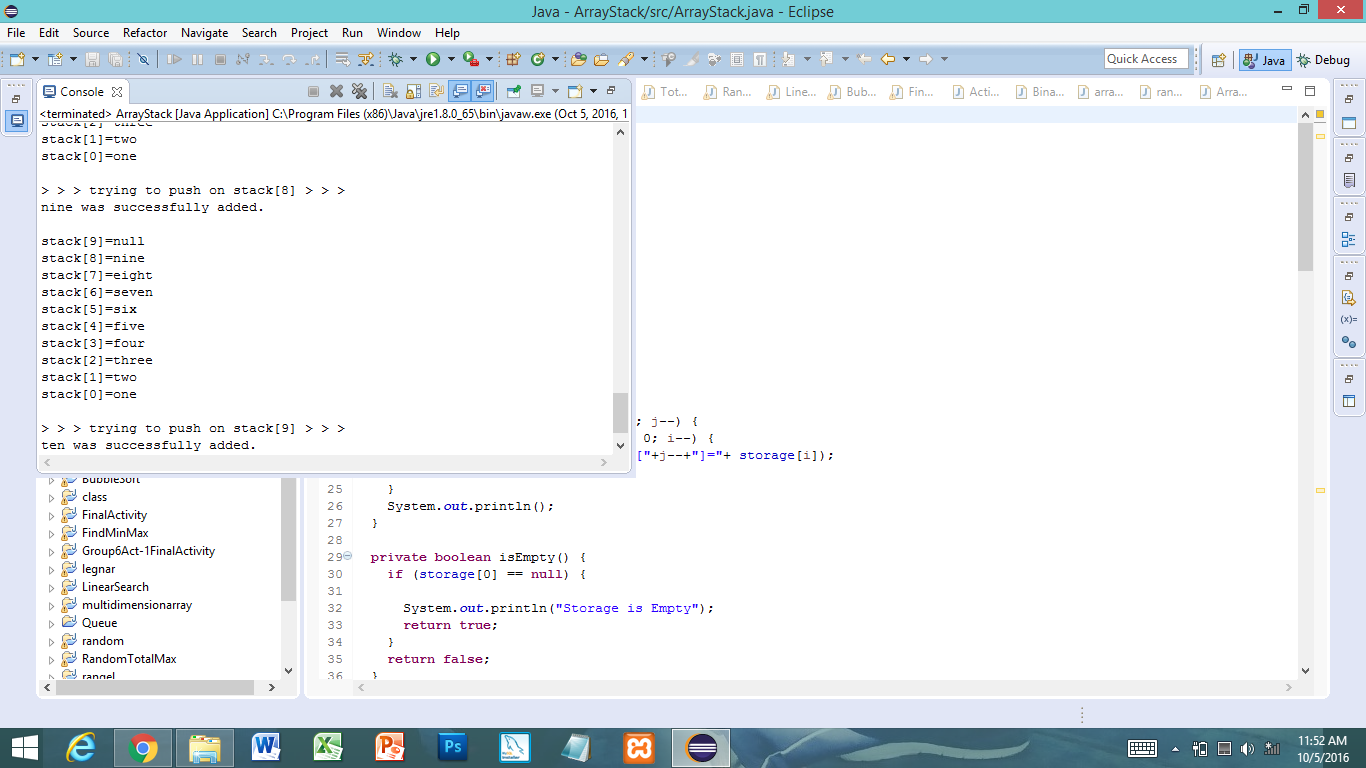 Java - ArrayStack/src/ArrayStack.java - Eclipse
File Edit Source Refactor Navigate Search Project Run Window Help
Quick Access
Java
Debug
Console
Tot...
Ran...
Line...
Bub...
Fin...
Acti...
Bina...
arra...
ran...
Arra...
<terminated> ArrayStack [Java Application] C:\Program Files (x86)\Java\jre1.8.0_65\bin\javaw.exe (Oct 5, 2016, 1
stack[2]=three
stack[1]=two
stack[0]=one
> > > trying to push on stack[8] > > >
nine was successfully added.
stack[9]=null
stack[8]=nine
stack[7]=eight
stack[6]=seven
stack[5]=six
stack[4]=five
stack[3]=four
stack[2]=three
stack[1]=two
stack[0]=one
> > > trying to push on stack[9] > > >
ten was successfully added.
; j--) {
0; i--) {
["+j--+"]="+ storage[i]);
BubbleSort
class
FinalActivity
FindMinMax
Group6Act-1FinalActivity
legnar
LinearSearch
multidimensionarray
Queue
random
RandomTotalMax
rangel
25 }
26 System.out.println();
27 }
28
29 private boolean isEmpty() {
30 if (storage[0] == null) {
31
32 System.out.println("Storage is Empty");
33 return true;
34 }
35 return false;
36 }
(x)=
W
X
P
Ps
11:52 AM
10/5/2016